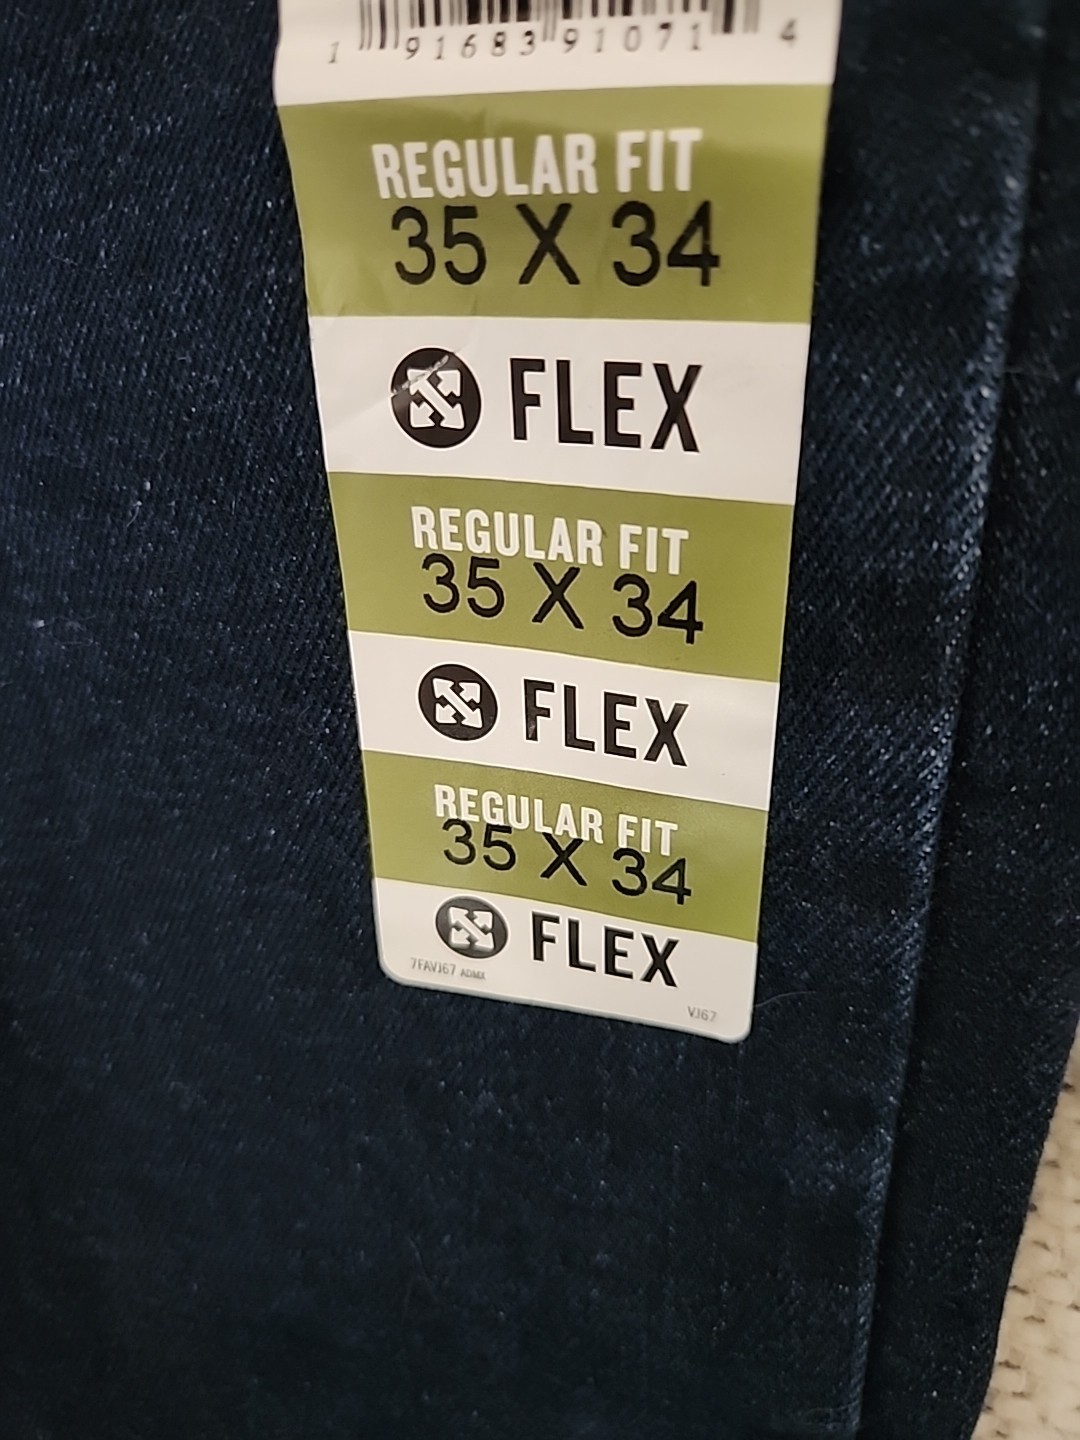 1 91683 91071 4
REGULAR FIT
35 X 34
FLEX
REGULAR FIT
35 X 34
FLEX
REGULAR FIT
35 X 34
FLEX
7FAVJ67 ADMX
VJ67